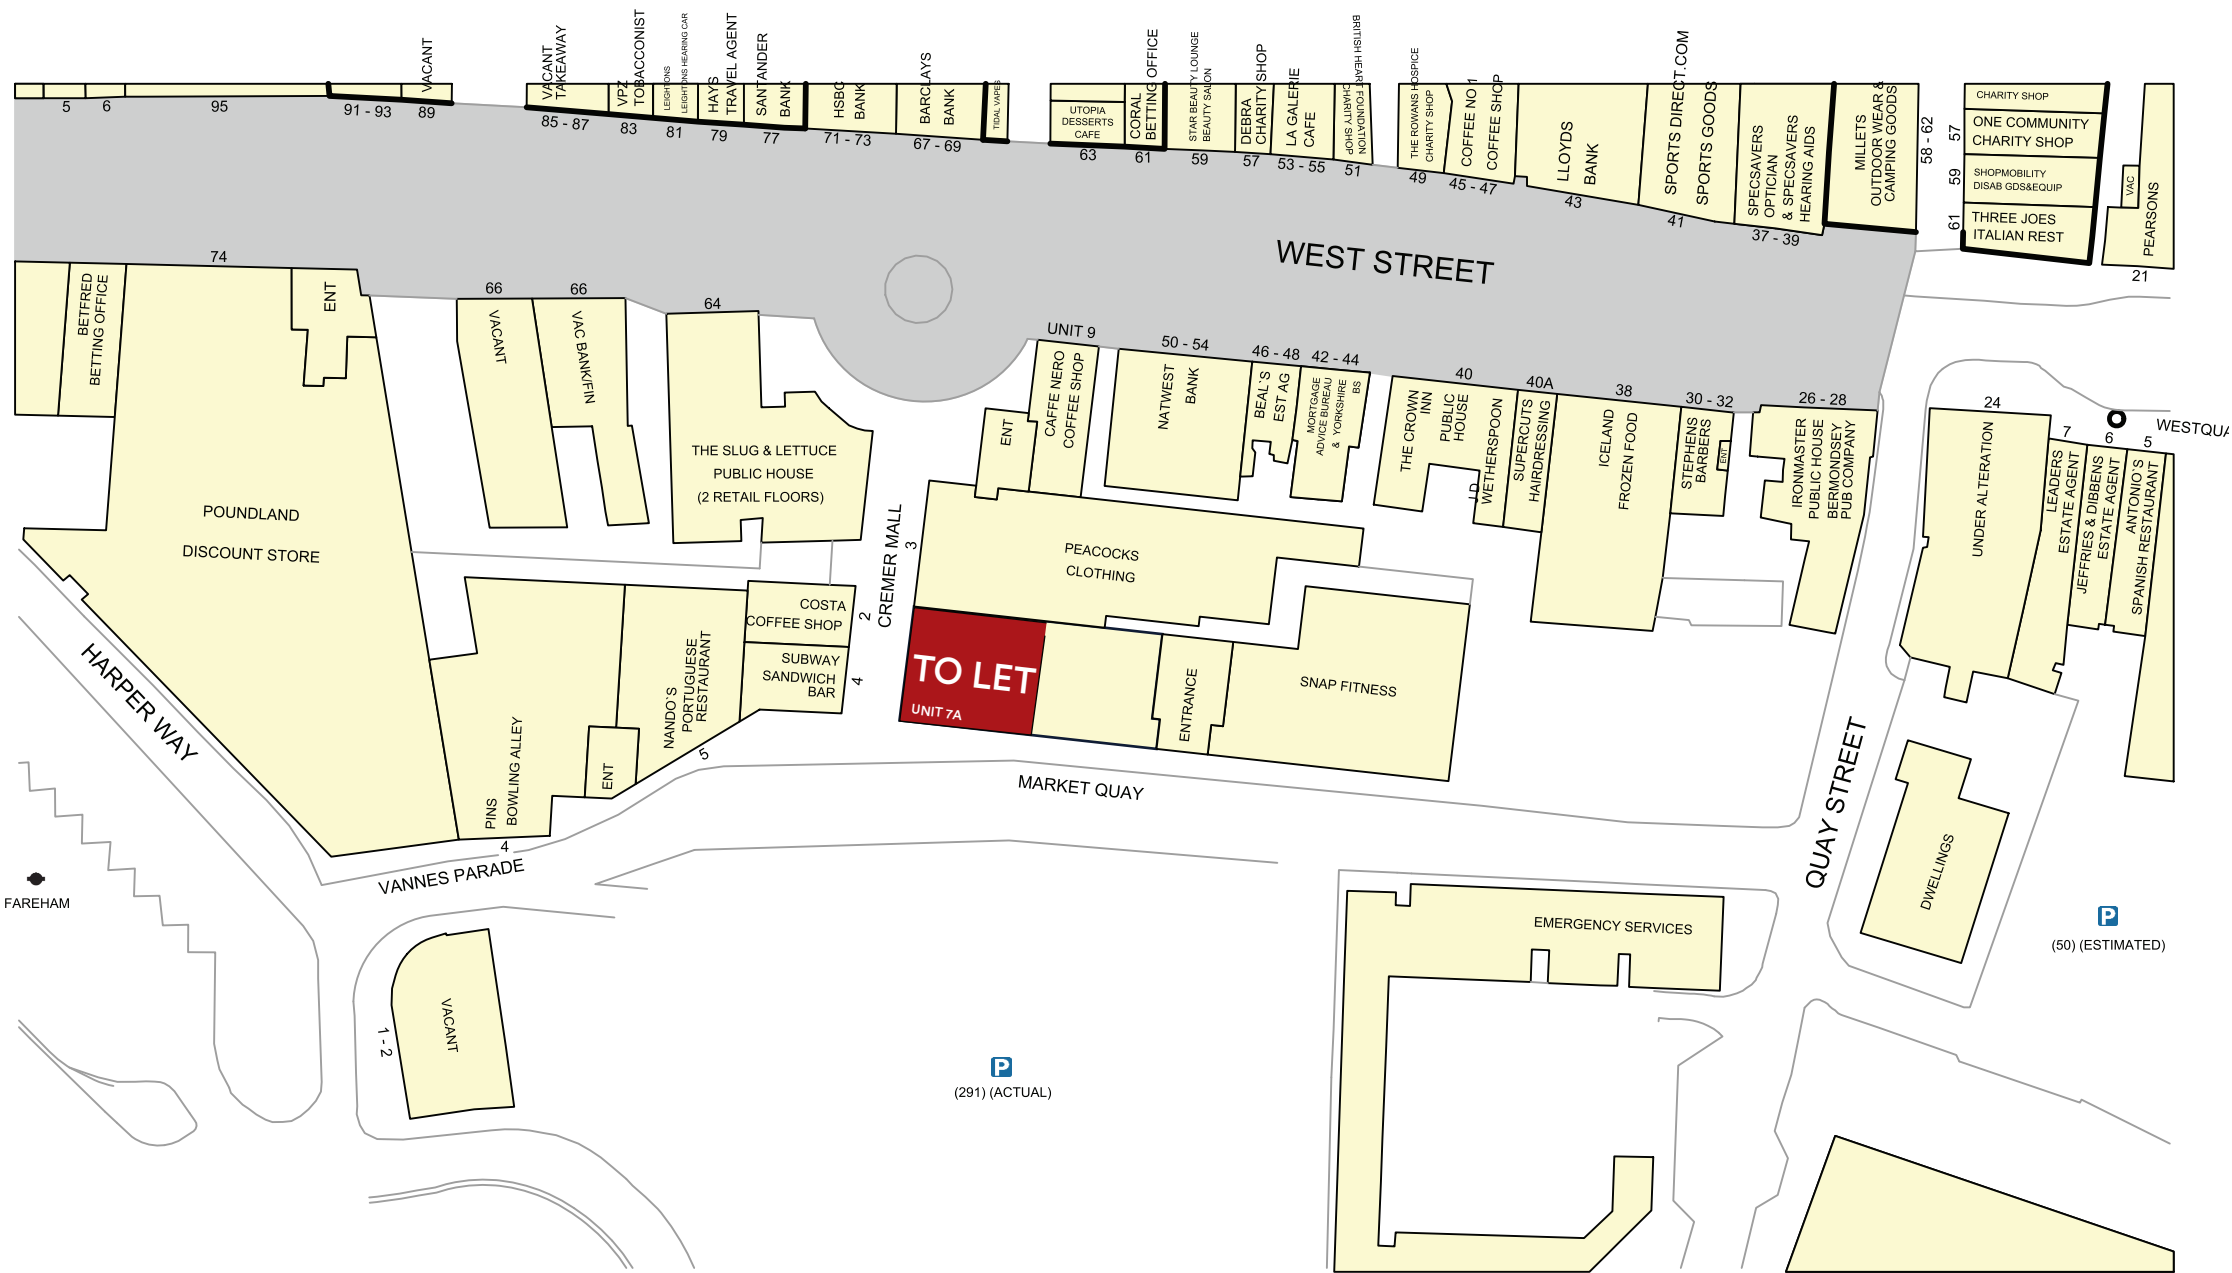 5
6
95
91 - 93
VACANT
89
VACANT
TAKEAWAY
85 - 87
VPZ
TOBACCONIST
83
LEIGHTONS
LEIGHTONS HEARING CAR
81
HAYS
TRAVEL AGENT
79
SANTANDER
BANK
77
HSBC
BANK
71 - 73
BARCLAYS
BANK
67 - 69
TIDAL VAPES
UTOPIA
DESSERTS
CAFE
63
CORAL
BETTING OFFICE
61
STAR BEAUTY LOUNGE
BEAUTY SALON
59
DEBRA
CHARITY SHOP
57
LA GALERIE
CAFE
53 - 55
BRITISH HEART FOUNDATION
CHARITY SHOP
51
THE ROWANS HOSPICE
CHARITY SHOP
49
COFFEE NO 1
COFFEE SHOP
45 - 47
LLOYDS
BANK
43
SPORTS DIRECT.COM
SPORTS GOODS
41
SPECSAVERS
OPTICIAN
& SPECSAVERS
HEARING AIDS
37 - 39
MILLETS
OUTDOOR WEAR &
CAMPING GOODS
58 - 62
CHARITY SHOP
57
ONE COMMUNITY
CHARITY SHOP
59
SHOPMOBILITY
DISAB GDS&EQUIP
61
THREE JOES
ITALIAN REST
VAC
PEARSONS
21
WEST STREET
BETFRED
BETTING OFFICE
74
ENT
POUNDLAND
DISCOUNT STORE
66
VACANT
66
VAC BANK/FIN
64
THE SLUG & LETTUCE
PUBLIC HOUSE
(2 RETAIL FLOORS)
UNIT 9
CAFFE NERO
COFFEE SHOP
ENT
50 - 54
NATWEST
BANK
46 - 48
BEAL`S
EST AG
42 - 44
MORTGAGE
ADVICE BUREAU
& YORKSHIRE
BS
40
THE CROWN
INN
PUBLIC
HOUSE
J D
WETHERSPOON
40A
SUPERCUTS
HAIRDRESSING
38
ICELAND
FROZEN FOOD
30 - 32
STEPHENS
BARBERS
ENT
26 - 28
IRONMASTER
PUBLIC HOUSE
BERMONDSEY
PUB COMPANY
24
UNDER ALTERATION
7
LEADERS
ESTATE AGENT
6
JEFFRIES & DIBBENS
ESTATE AGENT
5
ANTONIO`S
SPANISH RESTAURANT
WESTQUA
CREMER MALL
3
PEACOCKS
CLOTHING
2
COSTA
COFFEE SHOP
4
SUBWAY
SANDWICH
BAR
TO LET
UNIT 7A
ENTRANCE
SNAP FITNESS
NANDO`S
PORTUGUESE
RESTAURANT
5
ENT
PINS
BOWLING ALLEY
4
HARPER WAY
VANNES PARADE
MARKET QUAY
QUAY STREET
DWELLINGS
EMERGENCY SERVICES
P
(50) (ESTIMATED)
FAREHAM
VACANT
1 - 2
P
(291) (ACTUAL)